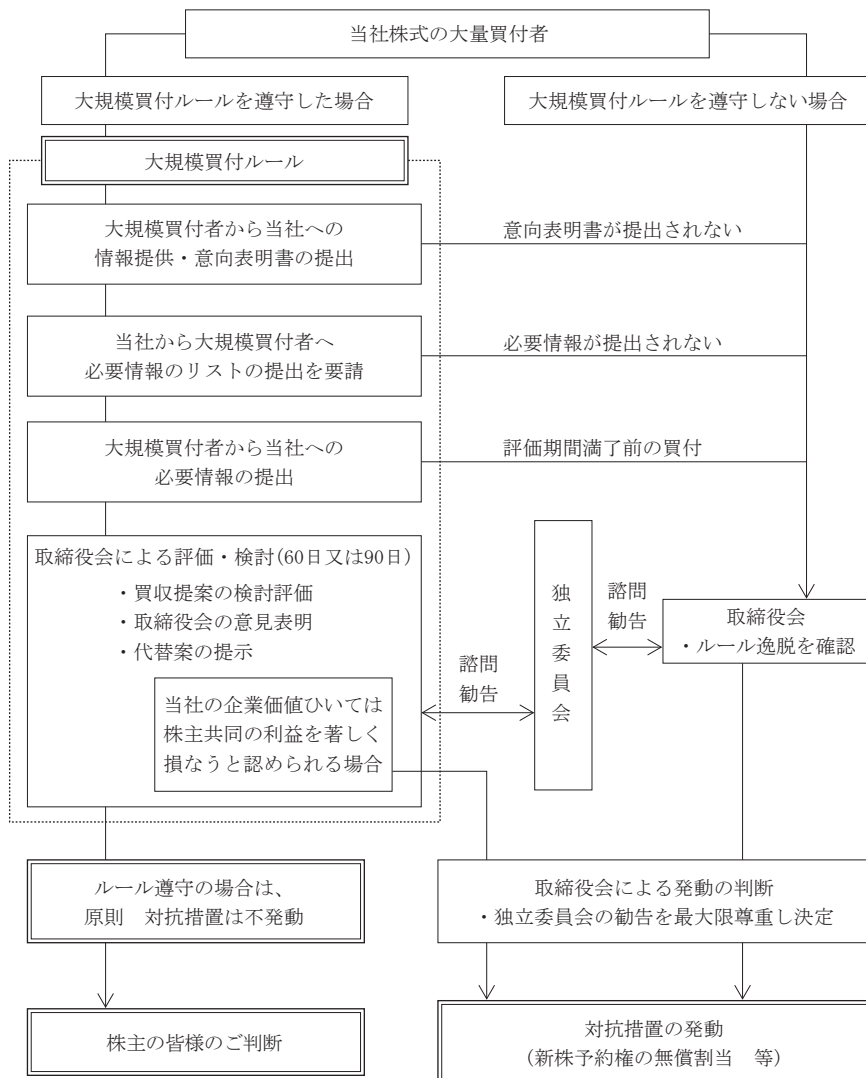 当社株式の大量買付者
大規模買付ルールを遵守した場合
大規模買付ルールを遵守しない場合
大規模買付ルール
大規模買付者から当社への
情報提供・意向表明書の提出
意向表明書が提出されない
当社から大規模買付者へ
必要情報のリストの提出を要請
必要情報が提出されない
大規模買付者から当社への
必要情報の提出
評価期間満了前の買付
取締役会による評価・検討(60日又は90日)
・買収提案の検討評価
・取締役会の意見表明
・代替案の提示
当社の企業価値ひいては
株主共同の利益を著しく
損なうと認められる場合
諮問
勧告
独立委員会
諮問
勧告
取締役会
・ルール逸脱を確認
ルール遵守の場合は、
原則　対抗措置は不発動
取締役会による発動の判断
・独立委員会の勧告を最大限尊重し決定
株主の皆様のご判断
対抗措置の発動
(新株予約権の無償割当　等)